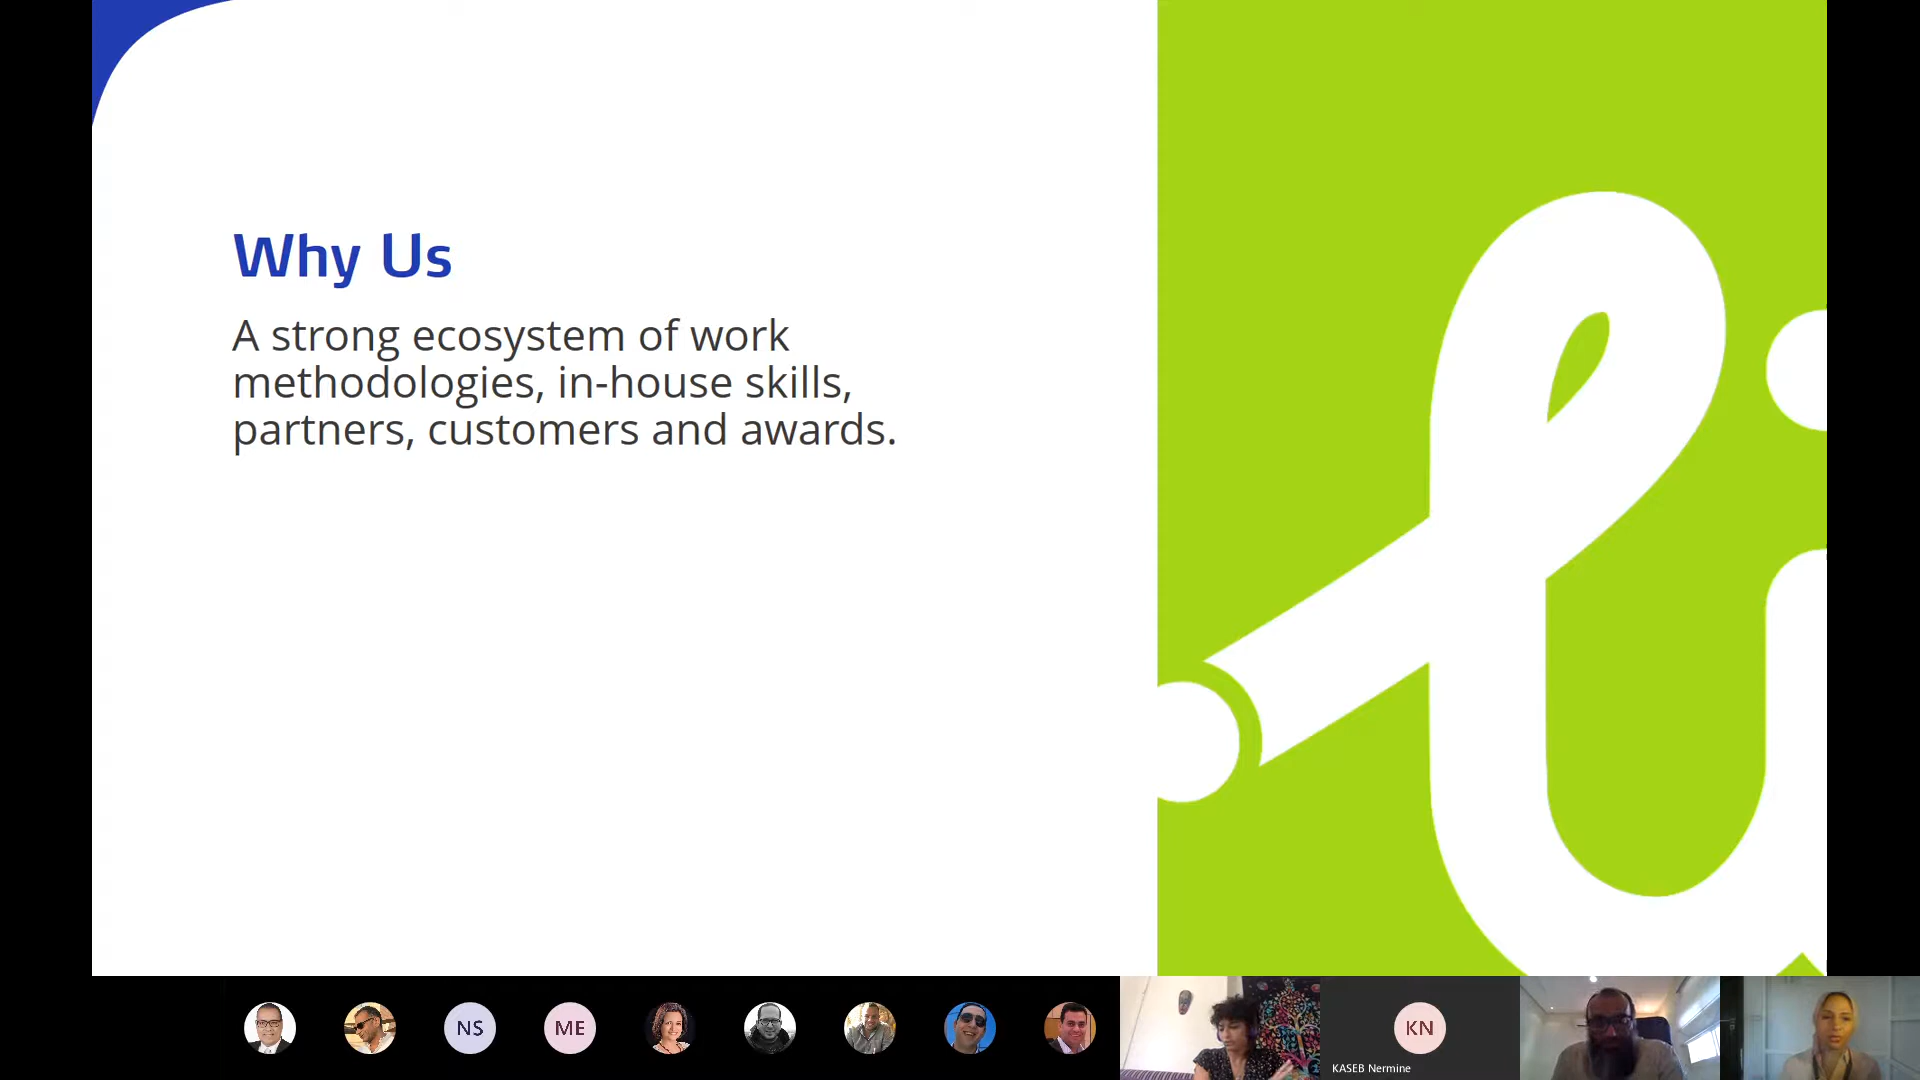 Why Us
A strong ecosystem of work
methodologies, in-house skills,
partners, customers and awards.
NS
ME
KN
KASEB Nermine